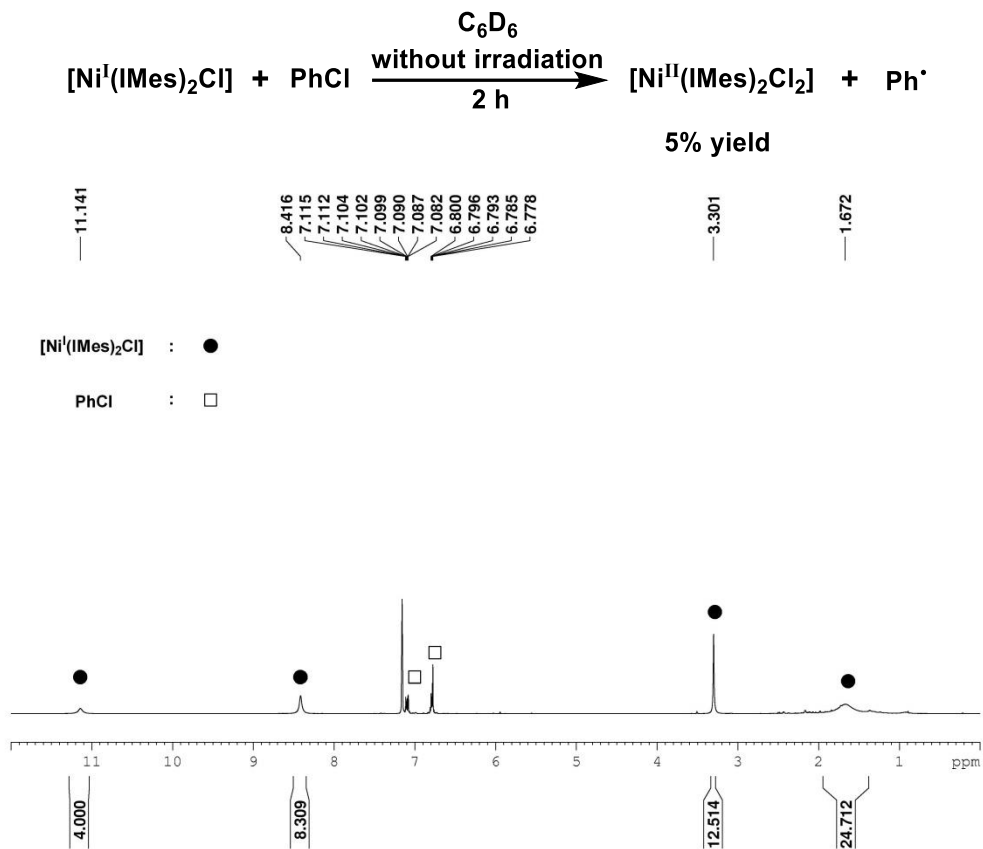 C₆D₆
without irradiation
[Niᴵ(IMes)₂Cl] + PhCl → [Niᴵᴵ(IMes)₂Cl₂] + Ph•
2 h
5% yield
11.141 8.416 7.115 7.112 7.104 7.102 7.099 7.090 7.087 7.082 6.800 6.796 6.793 6.785 6.778 3.301 1.672
[Niᴵ(IMes)₂Cl] : ●
PhCl : □
11 10 9 8 7 6 5 4 3 2 1 ppm
4.000 8.309 12.514 24.712